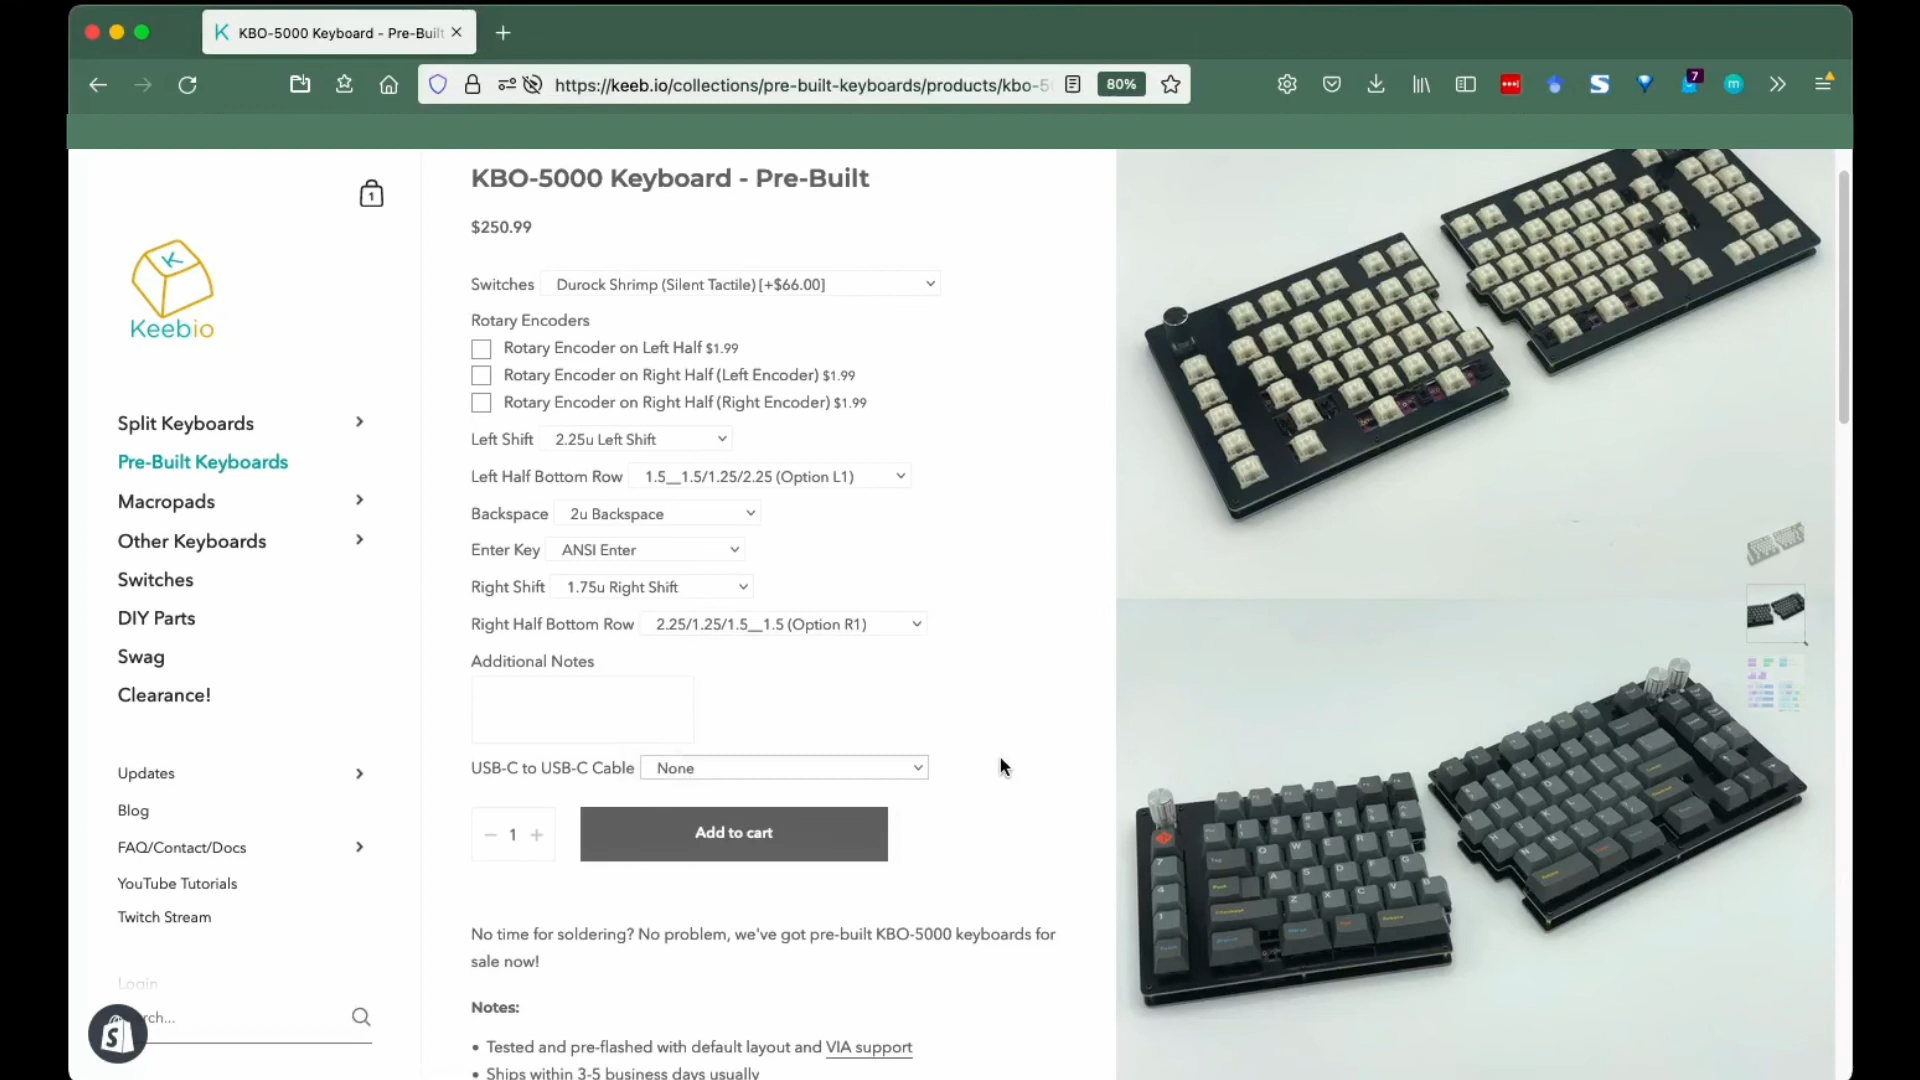 KBO-5000 Keyboard - Pre-Built
https://keeb.io/collections/pre-built-keyboards/products/kbo-5
80%
7
m
1
K
Keebio
Split Keyboards
Pre-Built Keyboards
Macropads
Other Keyboards
Switches
DIY Parts
Swag
Clearance!
Updates
Blog
FAQ/Contact/Docs
YouTube Tutorials
Twitch Stream
Login
rch...
KBO-5000 Keyboard - Pre-Built
$250.99
Switches Durock Shrimp (Silent Tactile) [+$66.00]
Rotary Encoders
Rotary Encoder on Left Half $1.99
Rotary Encoder on Right Half (Left Encoder) $1.99
Rotary Encoder on Right Half (Right Encoder) $1.99
Left Shift 2.25u Left Shift
Left Half Bottom Row 1.5__1.5/1.25/2.25 (Option L1)
Backspace 2u Backspace
Enter Key ANSI Enter
Right Shift 1.75u Right Shift
Right Half Bottom Row 2.25/1.25/1.5__1.5 (Option R1)
Additional Notes
USB-C to USB-C Cable None
1
Add to cart
No time for soldering? No problem, we've got pre-built KBO-5000 keyboards for
sale now!
Notes:
• Tested and pre-flashed with default layout and VIA support
• Ships within 3-5 business days usually